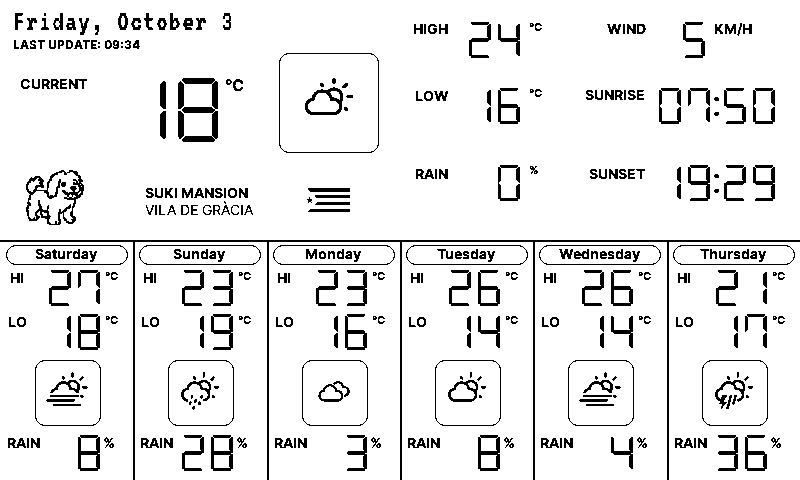 Friday, October 3
LAST UPDATE: 09:34
CURRENT 18 °C
SUKI MANSION
VILA DE GRÀCIA
HIGH 24 °C
LOW 16 °C
RAIN 0 %
WIND 5 KM/H
SUNRISE 07:50
SUNSET 19:29
Saturday
HI 27 °C
LO 18 °C
RAIN 8 %
Sunday
HI 23 °C
LO 19 °C
RAIN 28 %
Monday
HI 23 °C
LO 16 °C
RAIN 3 %
Tuesday
HI 26 °C
LO 14 °C
RAIN 8 %
Wednesday
HI 26 °C
LO 14 °C
RAIN 4 %
Thursday
HI 21 °C
LO 17 °C
RAIN 36 %